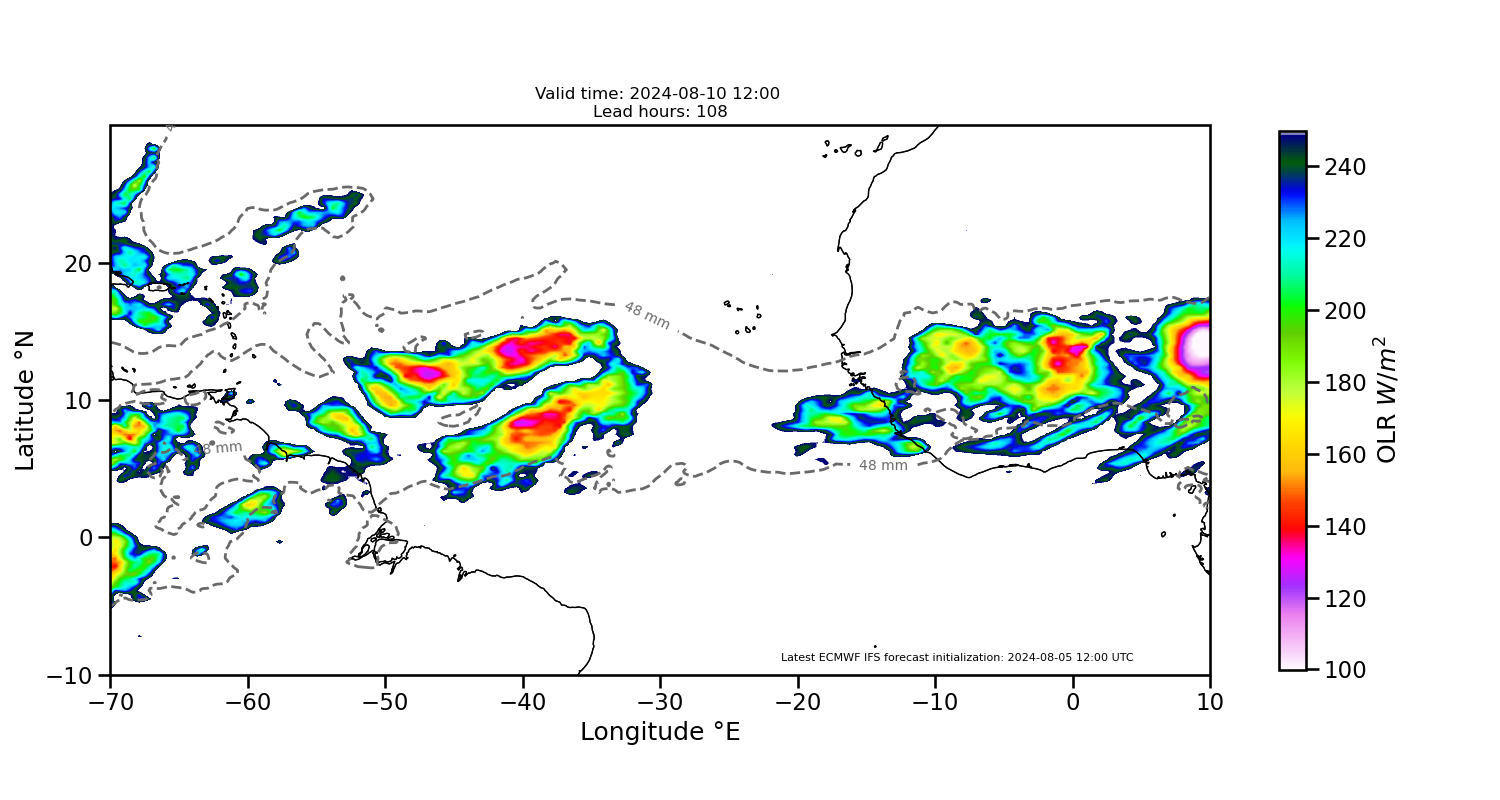 Valid time: 2024-08-10 12:00
Lead hours: 108
20
10
0
−10
Latitude °N
48 mm
48 mm
Latest ECMWF IFS forecast initialization: 2024-08-05 12:00 UTC
−70
−60
−50
−40
−30
−20
−10
0
10
Longitude °E
240
220
200
180
160
140
120
100
OLR W/m²